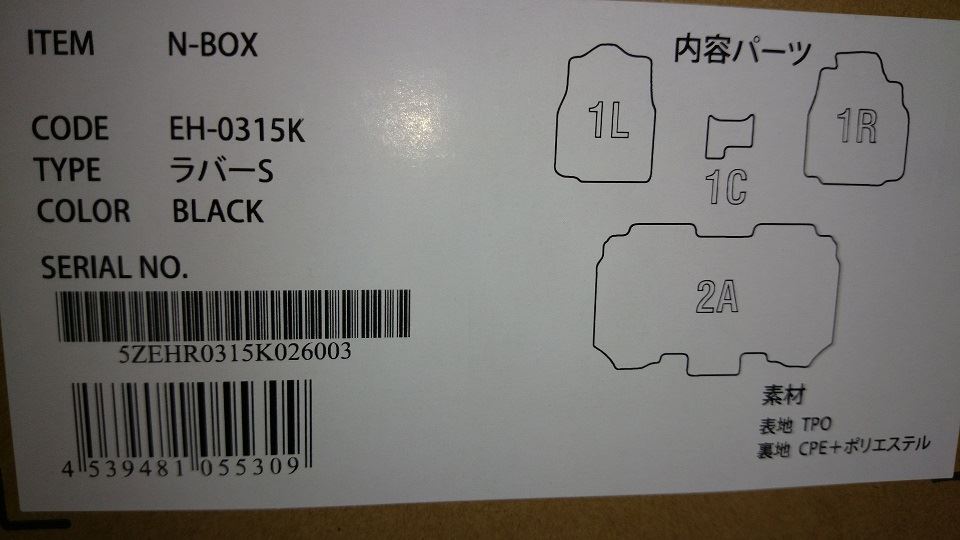 ITEM N-BOX
CODE EH-0315K
TYPE ラバーS
COLOR BLACK
SERIAL NO.
5ZEHR0315K026003
4 539481 055309
内容パーツ
1L
1C
1R
2A
素材
表地 TPO
裏地 CPE+ポリエステル